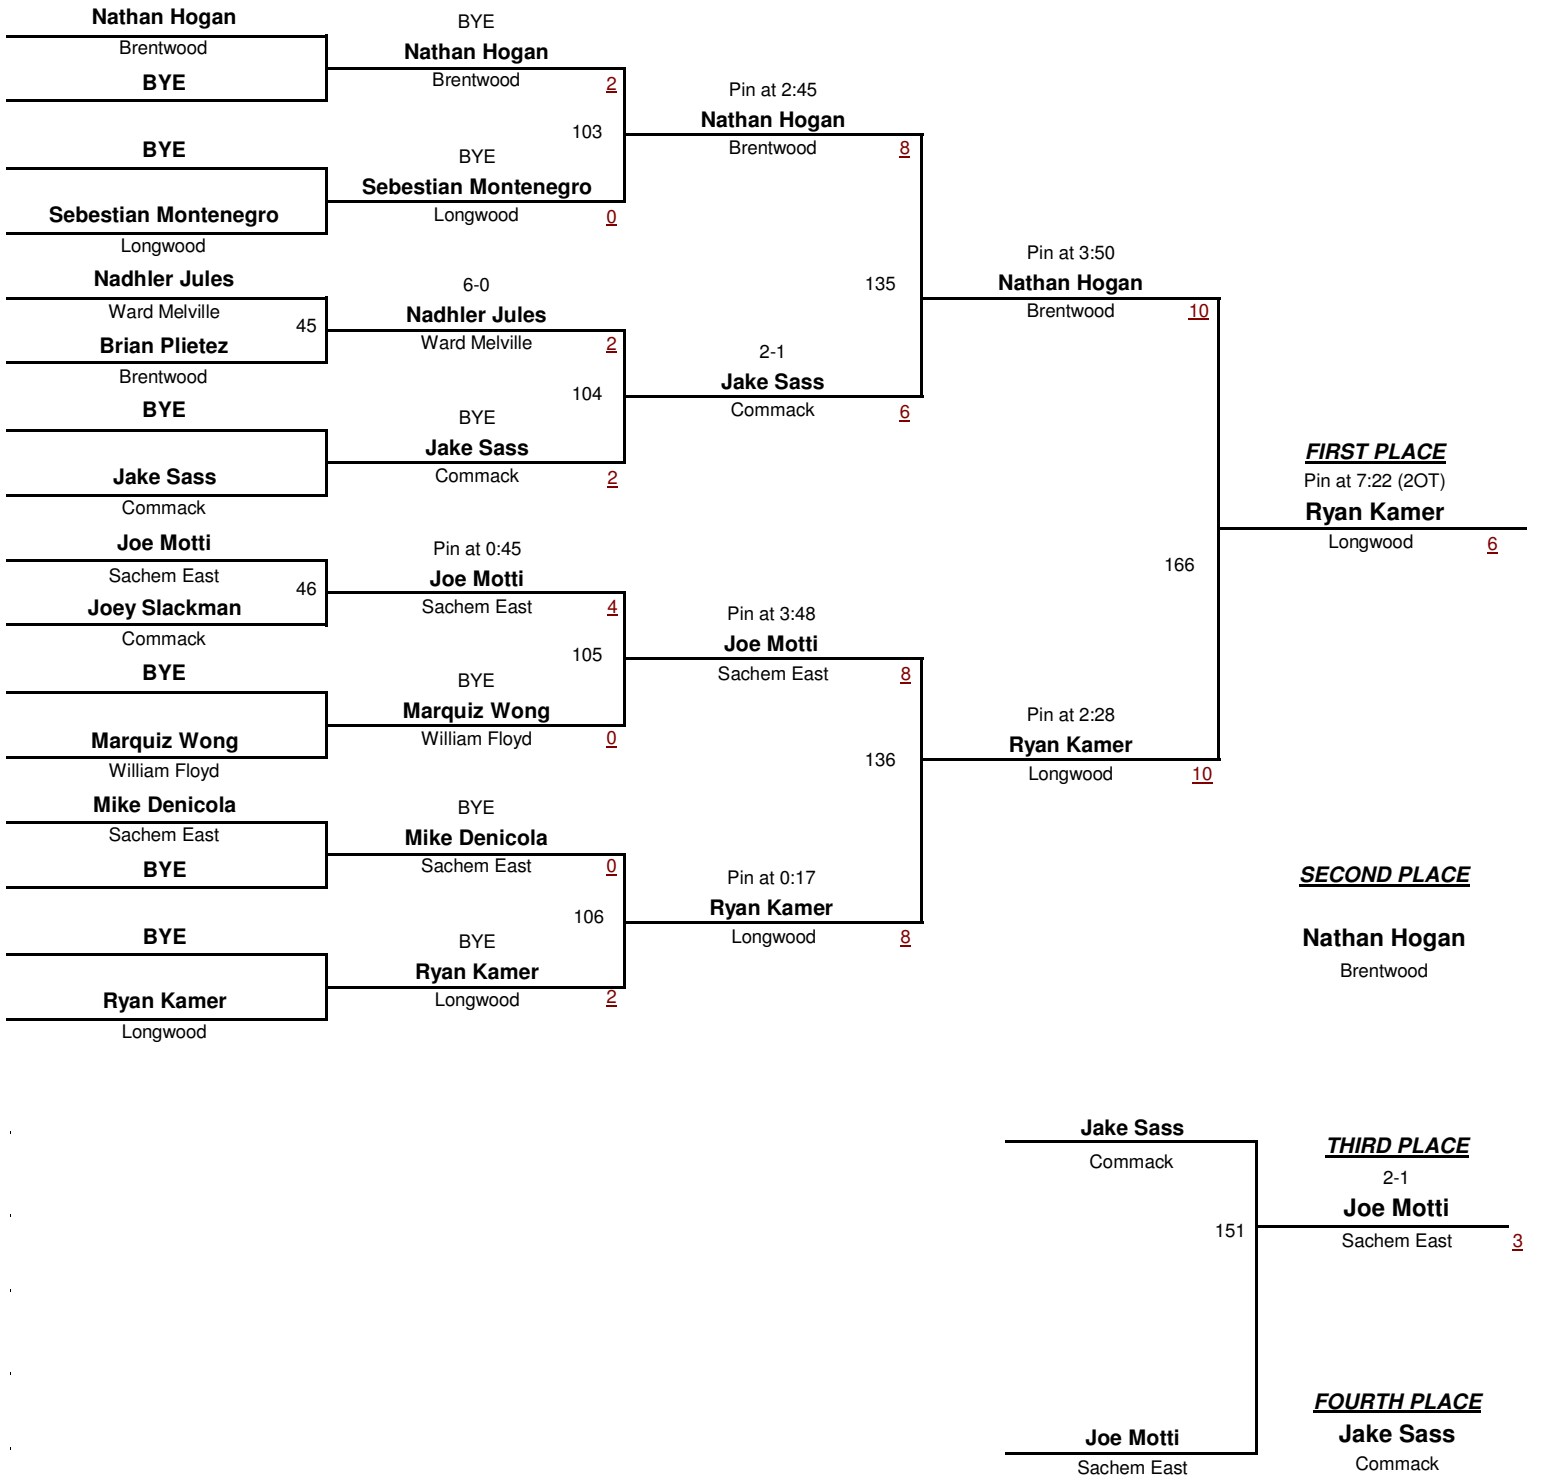 Nathan Hogan
Brentwood
BYE
BYE
Sebestian Montenegro
Longwood
Nadhler Jules
Ward Melville
45
Brian Plietez
Brentwood
BYE
Jake Sass
Commack
Joe Motti
Sachem East
46
Joey Slackman
Commack
BYE
Marquiz Wong
William Floyd
Mike Denicola
Sachem East
BYE
BYE
Ryan Kamer
Longwood
BYE
Nathan Hogan
Brentwood
2
103
BYE
Sebestian Montenegro
Longwood
0
6-0
Nadhler Jules
Ward Melville
2
104
BYE
Jake Sass
Commack
2
Pin at 0:45
Joe Motti
Sachem East
4
105
BYE
Marquiz Wong
William Floyd
0
BYE
Mike Denicola
Sachem East
0
106
BYE
Ryan Kamer
Longwood
2
Pin at 2:45
Nathan Hogan
Brentwood
8
135
2-1
Jake Sass
Commack
6
Pin at 3:48
Joe Motti
Sachem East
8
136
Pin at 0:17
Ryan Kamer
Longwood
8
Pin at 3:50
Nathan Hogan
Brentwood
10
166
Pin at 2:28
Ryan Kamer
Longwood
10
FIRST PLACE
Pin at 7:22 (2OT)
Ryan Kamer
Longwood
6
SECOND PLACE
Nathan Hogan
Brentwood
Jake Sass
Commack
151
Joe Motti
Sachem East
THIRD PLACE
2-1
Joe Motti
Sachem East
3
FOURTH PLACE
Jake Sass
Commack